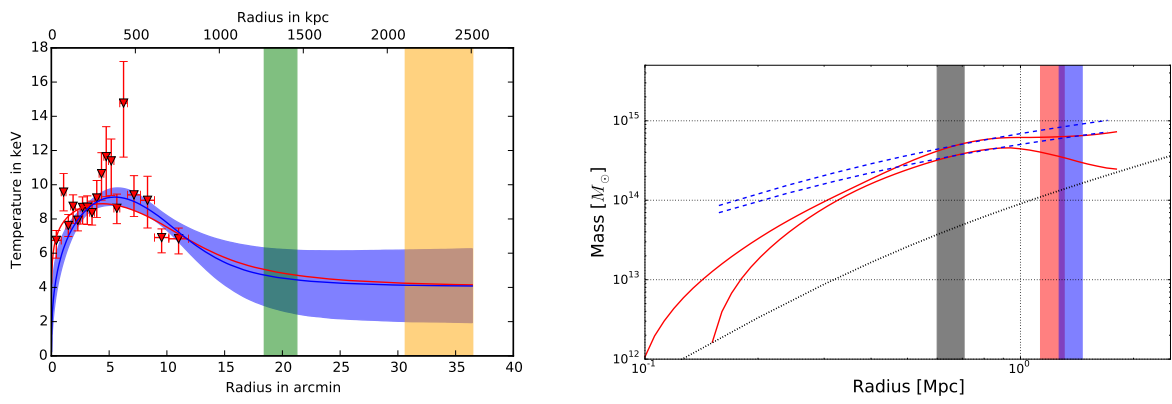 Radius in kpc
0 500 1000 1500 2000 2500
18
16
14
12
10
8
6
4
2
0
Temperature in keV
0 5 10 15 20 25 30 35 40
Radius in arcmin
Mass [M⊙]
10¹⁵
10¹⁴
10¹³
10¹²
10⁻¹ 10⁰
Radius [Mpc]